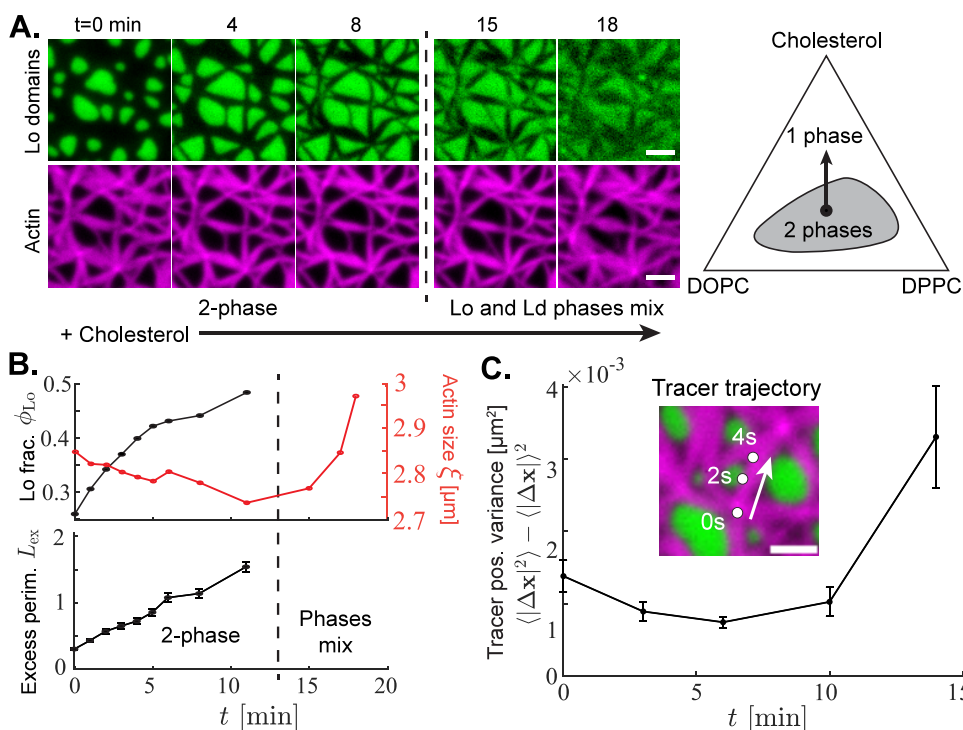 A.
t=0 min 4 8 15 18
Lo domains
Actin
2-phase Lo and Ld phases mix
+ Cholesterol
Cholesterol
1 phase
2 phases
DOPC DPPC
B.
Lo frac. ϕLo
0.5
0.4
0.3
Actin size ξ [μm]
3
2.9
2.8
2.7
Excess perim. Lex
2
1
0
2-phase
Phases
mix
0 5 10 15 20
t [min]
C.
×10⁻³
Tracer pos. variance [μm²]
⟨|Δx|²⟩ − ⟨|Δx|⟩²
4
3
2
1
0
Tracer trajectory
4s
2s
0s
0 5 10 15
t [min]